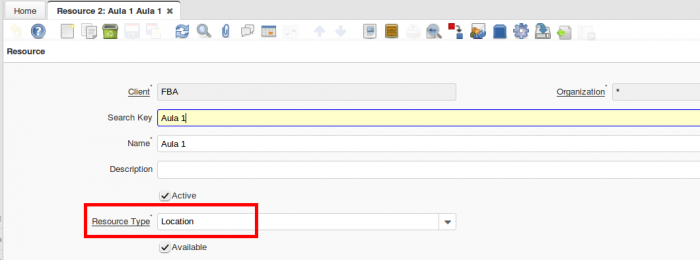 Home Resource 2: Aula 1 Aula 1 ×
Resource
Client* FBA Organization* *
Search Key Aula 1
Name* Aula 1
Description
Active
Resource Type* Location
Available